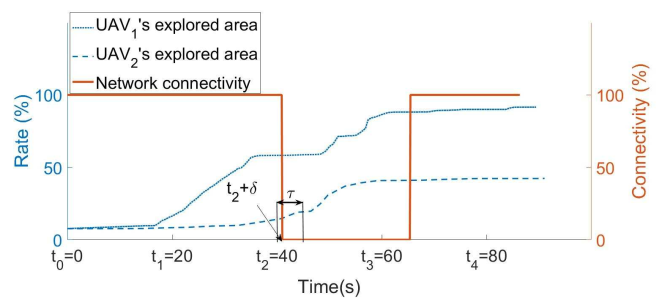 UAV₁'s explored area
UAV₂'s explored area
Network connectivity
100
50
0
Rate (%)
100
50
0
Connectivity (%)
t₂+δ
τ
t₀=0
t₁=20
t₂=40
t₃=60
t₄=80
Time(s)